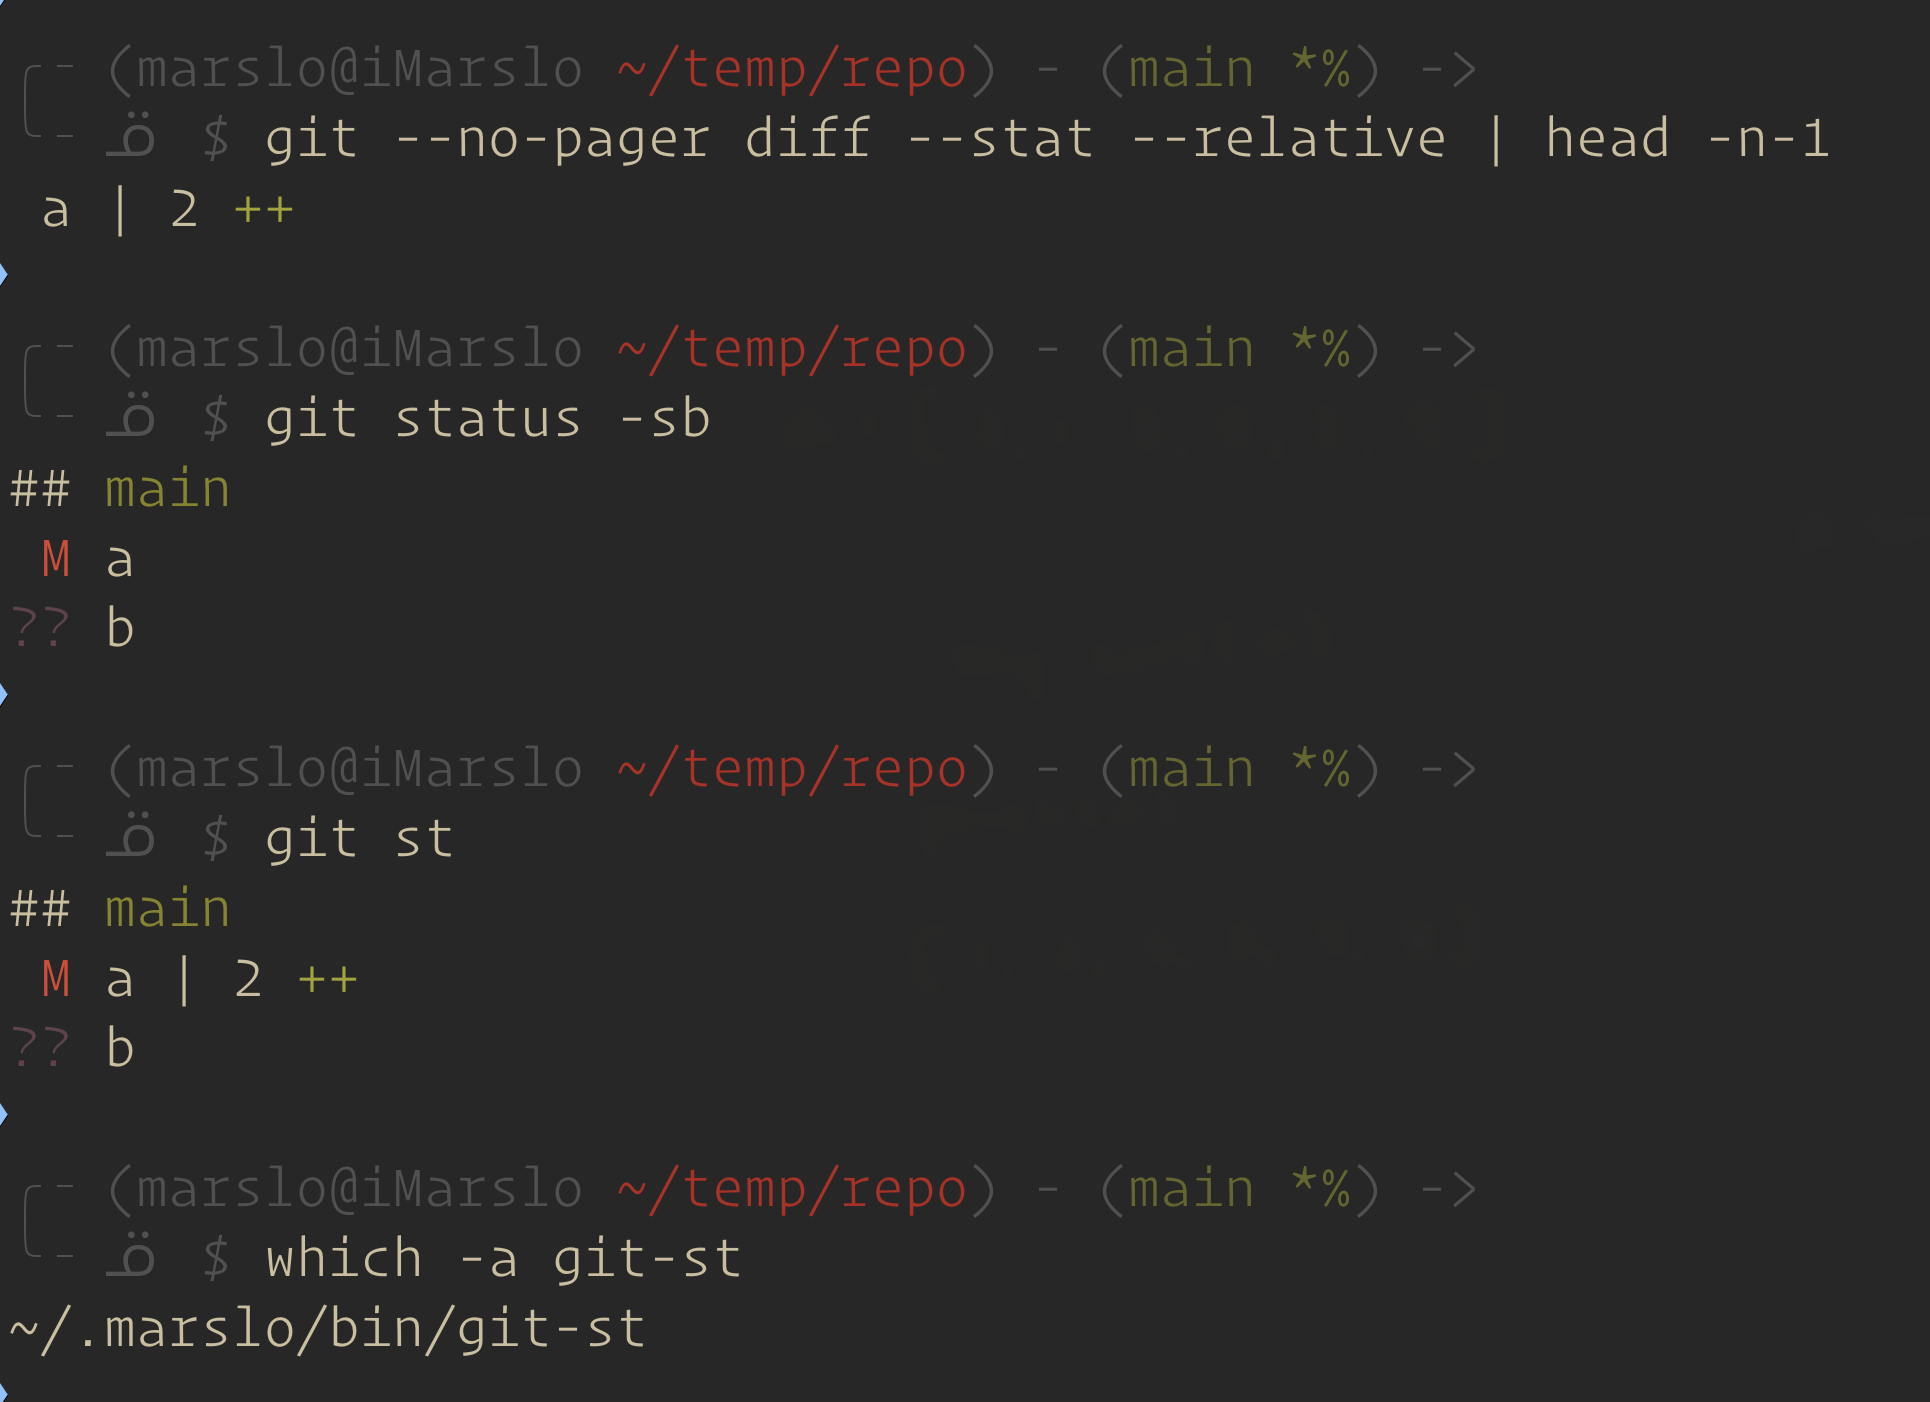 ╭─ (marslo@iMarslo ~/temp/repo) - (main *%) ->
╰─ $ git --no-pager diff --stat --relative | head -n-1
 a | 2 ++
╭─ (marslo@iMarslo ~/temp/repo) - (main *%) ->
╰─ $ git status -sb
## main
 M a
?? b
╭─ (marslo@iMarslo ~/temp/repo) - (main *%) ->
╰─ $ git st
## main
 M a | 2 ++
?? b
╭─ (marslo@iMarslo ~/temp/repo) - (main *%) ->
╰─ $ which -a git-st
~/.marslo/bin/git-st